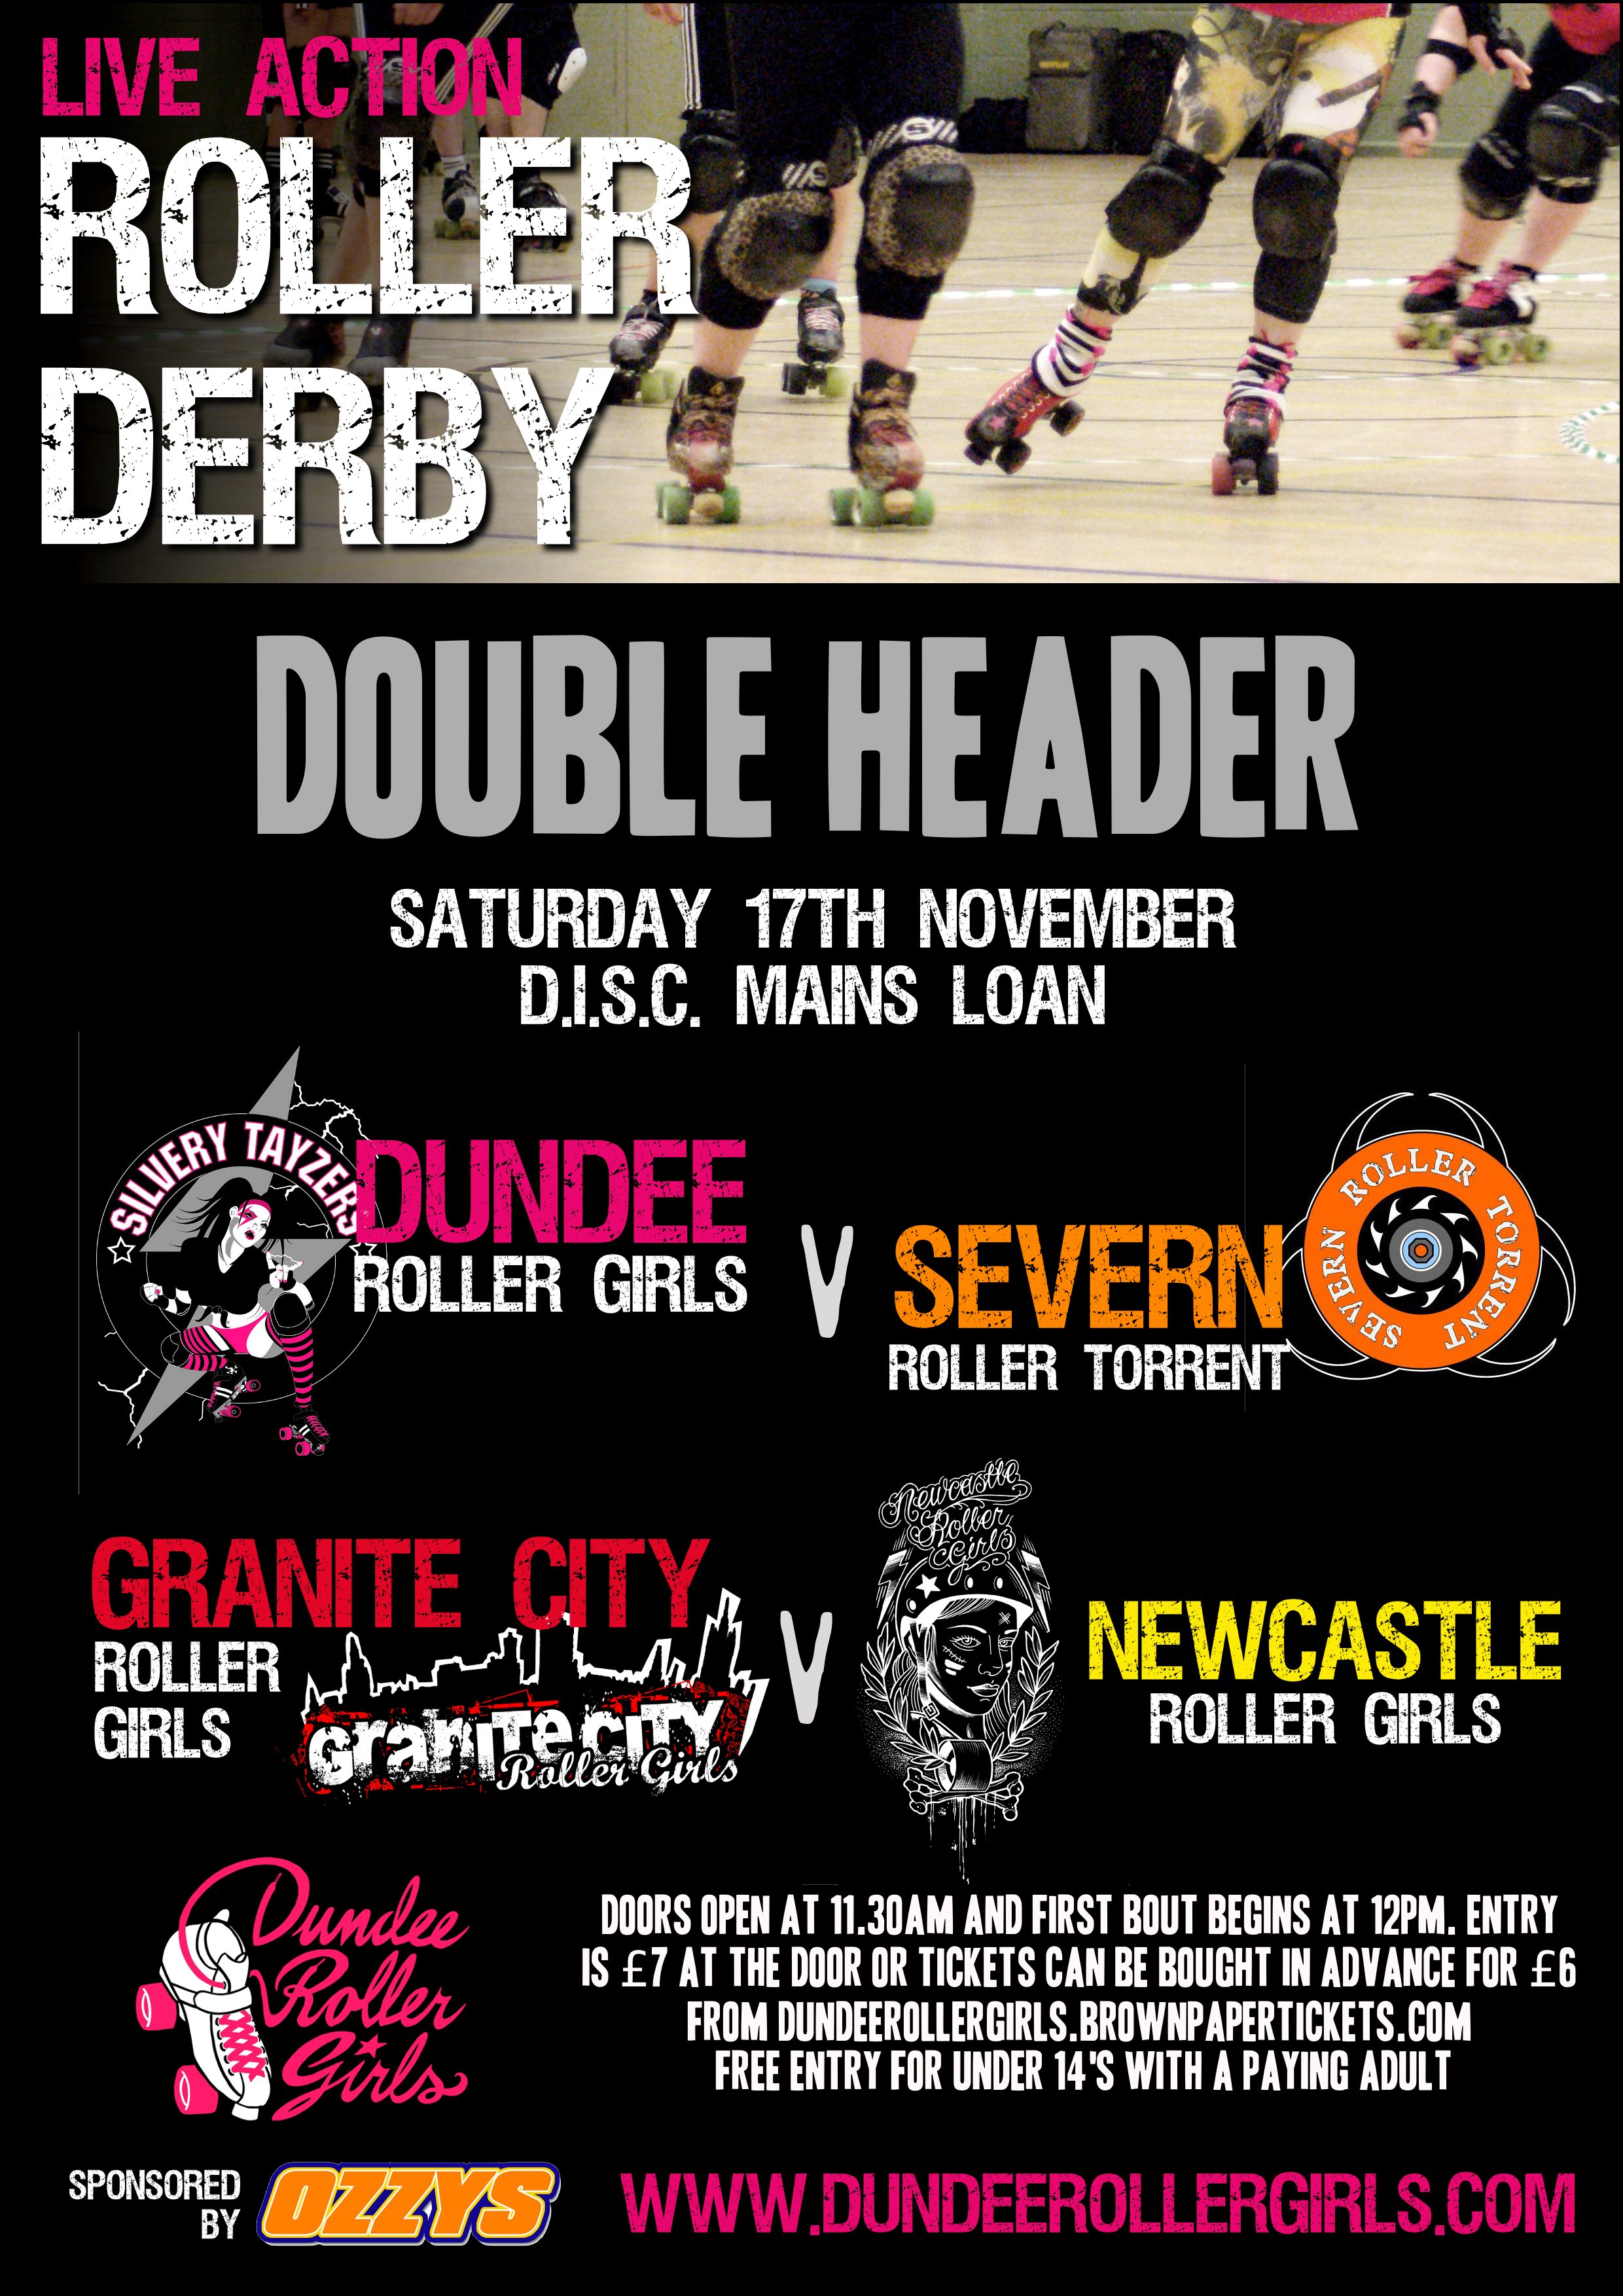 LIVE ACTION
ROLLER
DERBY
DOUBLE HEADER
SATURDAY 17TH NOVEMBER
D.I.S.C. MAINS LOAN
SILVERY TAYZERS
DUNDEE
ROLLER GIRLS
V
SEVERN
ROLLER TORRENT
SEVERN ROLLER TORRENT
GRANITE CITY
ROLLER
GIRLS
GRANITE CITY
Roller Girls
V
Newcastle
Roller
Girls
NEWCASTLE
ROLLER GIRLS
Dundee
Roller
Girls
DOORS OPEN AT 11.30AM AND FIRST BOUT BEGINS AT 12PM. ENTRY
IS £7 AT THE DOOR OR TICKETS CAN BE BOUGHT IN ADVANCE FOR £6
FROM DUNDEEROLLERGIRLS.BROWNPAPERTICKETS.COM
FREE ENTRY FOR UNDER 14'S WITH A PAYING ADULT
SPONSORED
BY
OZZYS
WWW.DUNDEEROLLERGIRLS.COM